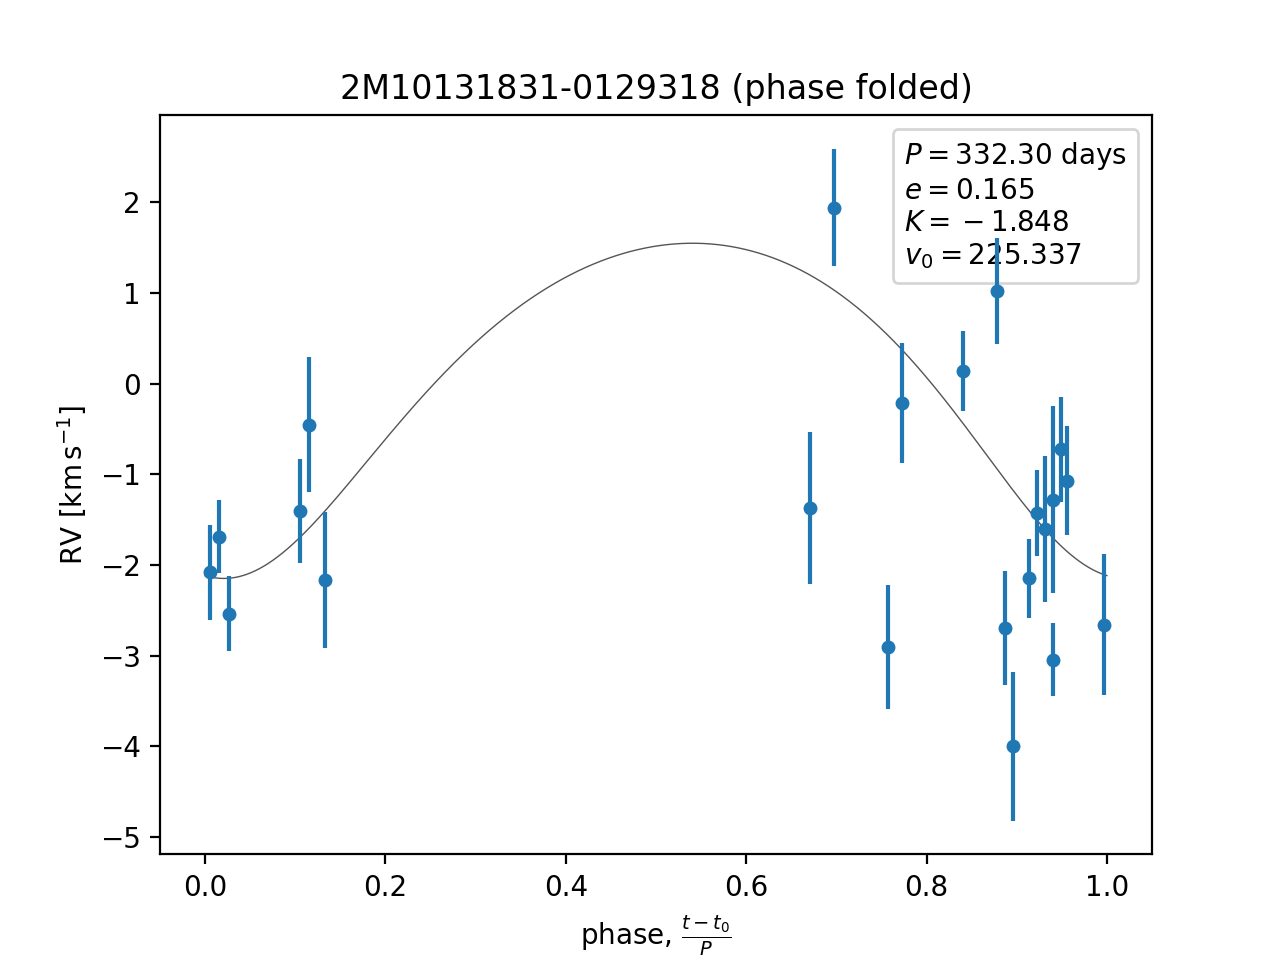 2M10131831-0129318 (phase folded)
P = 332.30 days
e = 0.165
K = −1.848
v₀ = 225.337
RV [km s⁻¹]
2
1
0
−1
−2
−3
−4
−5
0.0 0.2 0.4 0.6 0.8 1.0
phase, (t − t₀)/P